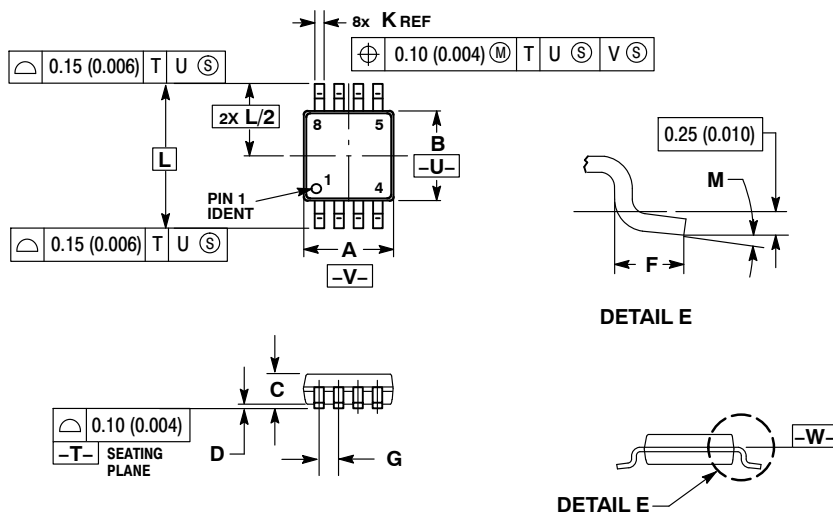 8x K REF
⌖ 0.10 (0.004) Ⓜ T U Ⓢ V Ⓢ
⌓ 0.15 (0.006) T U Ⓢ
2X L/2
8 5
B
-U-
L
1
4
PIN 1
IDENT
⌓ 0.15 (0.006) T U Ⓢ
A
-V-
0.25 (0.010)
M
F
DETAIL E
C
⌓ 0.10 (0.004)
-T- SEATING
PLANE
D
G
-W-
DETAIL E